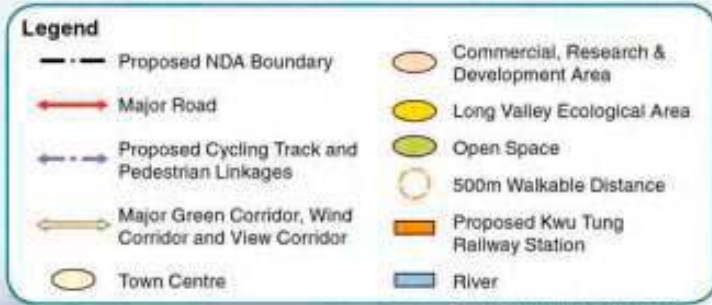 Legend
Proposed NDA Boundary
Major Road
Proposed Cycling Track and
Pedestrian Linkages
Major Green Corridor, Wind
Corridor and View Corridor
Town Centre
Commercial, Research &
Development Area
Long Valley Ecological Area
Open Space
500m Walkable Distance
Proposed Kwu Tung
Railway Station
River